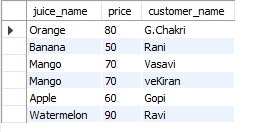 juice_name price customer_name
Orange 80 G.Chakri
Banana 50 Rani
Mango 70 Vasavi
Mango 70 veKiran
Apple 60 Gopi
Watermelon 90 Ravi